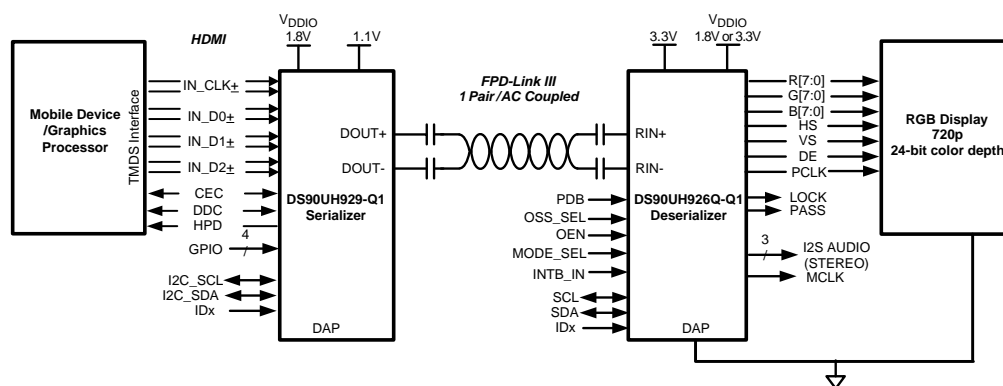 HDMI
VDDIO
1.8V
1.1V
3.3V
VDDIO
1.8V or 3.3V
FPD-Link III
1 Pair/AC Coupled
Mobile Device
/Graphics
Processor
TMDS Interface
IN_CLK±
IN_D0±
IN_D1±
IN_D2±
CEC
DDC
HPD
GPIO
4
I2C_SCL
I2C_SDA
IDx
DOUT+
DOUT-
DS90UH929-Q1
Serializer
DAP
RIN+
RIN-
DS90UH926Q-Q1
Deserializer
DAP
PDB
OSS_SEL
OEN
MODE_SEL
INTB_IN
SCL
SDA
IDx
R[7:0]
G[7:0]
B[7:0]
HS
VS
DE
PCLK
LOCK
PASS
3
I2S AUDIO
(STEREO)
MCLK
RGB Display
720p
24-bit color depth